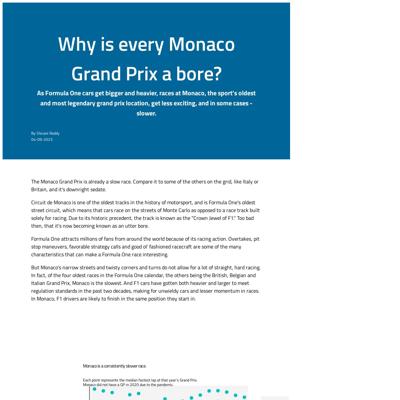 Why is every Monaco
Grand Prix a bore?
As Formula One cars get bigger and heavier, races at Monaco, the sport's oldest
and most legendary grand prix location, get less exciting, and in some cases -
slower.
By Shivani Reddy
04-09-2023
The Monaco Grand Prix is already a slow race. Compare it to some of the others on the grid, like Italy or
Britain, and it's downright sedate.
Circuit de Monaco is one of the oldest tracks in the history of motorsport, and is Formula One's oldest
street circuit, which means that cars race on the streets of Monte Carlo as opposed to a race track built
solely for racing. Due to its historic precedent, the track is known as the "Crown Jewel of F1." Too bad
then, that it's now becoming known as an utter bore.
Formula One attracts millions of fans from around the world because of its racing action. Overtakes, pit
stop maneuvers, favorable strategy calls and good ol' fashioned racecraft are some of the many
characteristics that can make a Formula One race interesting.
But Monaco's narrow streets and twisty corners and turns do not allow for a lot of straight, hard racing.
In fact, of the four oldest races in the Formula One calendar, the others being the British, Belgian and
Italian Grand Prix, Monaco is the slowest. And F1 cars have gotten both heavier and larger to meet
regulation standards in the past two decades, making for unwieldy cars and lesser momentum in races.
In Monaco, F1 drivers are likely to finish in the same position they start in.
Monaco is a consistently slower race.
Each point represents the median fastest lap of that year's Grand Prix.
Monaco did not have a GP in 2020 due to the pandemic.